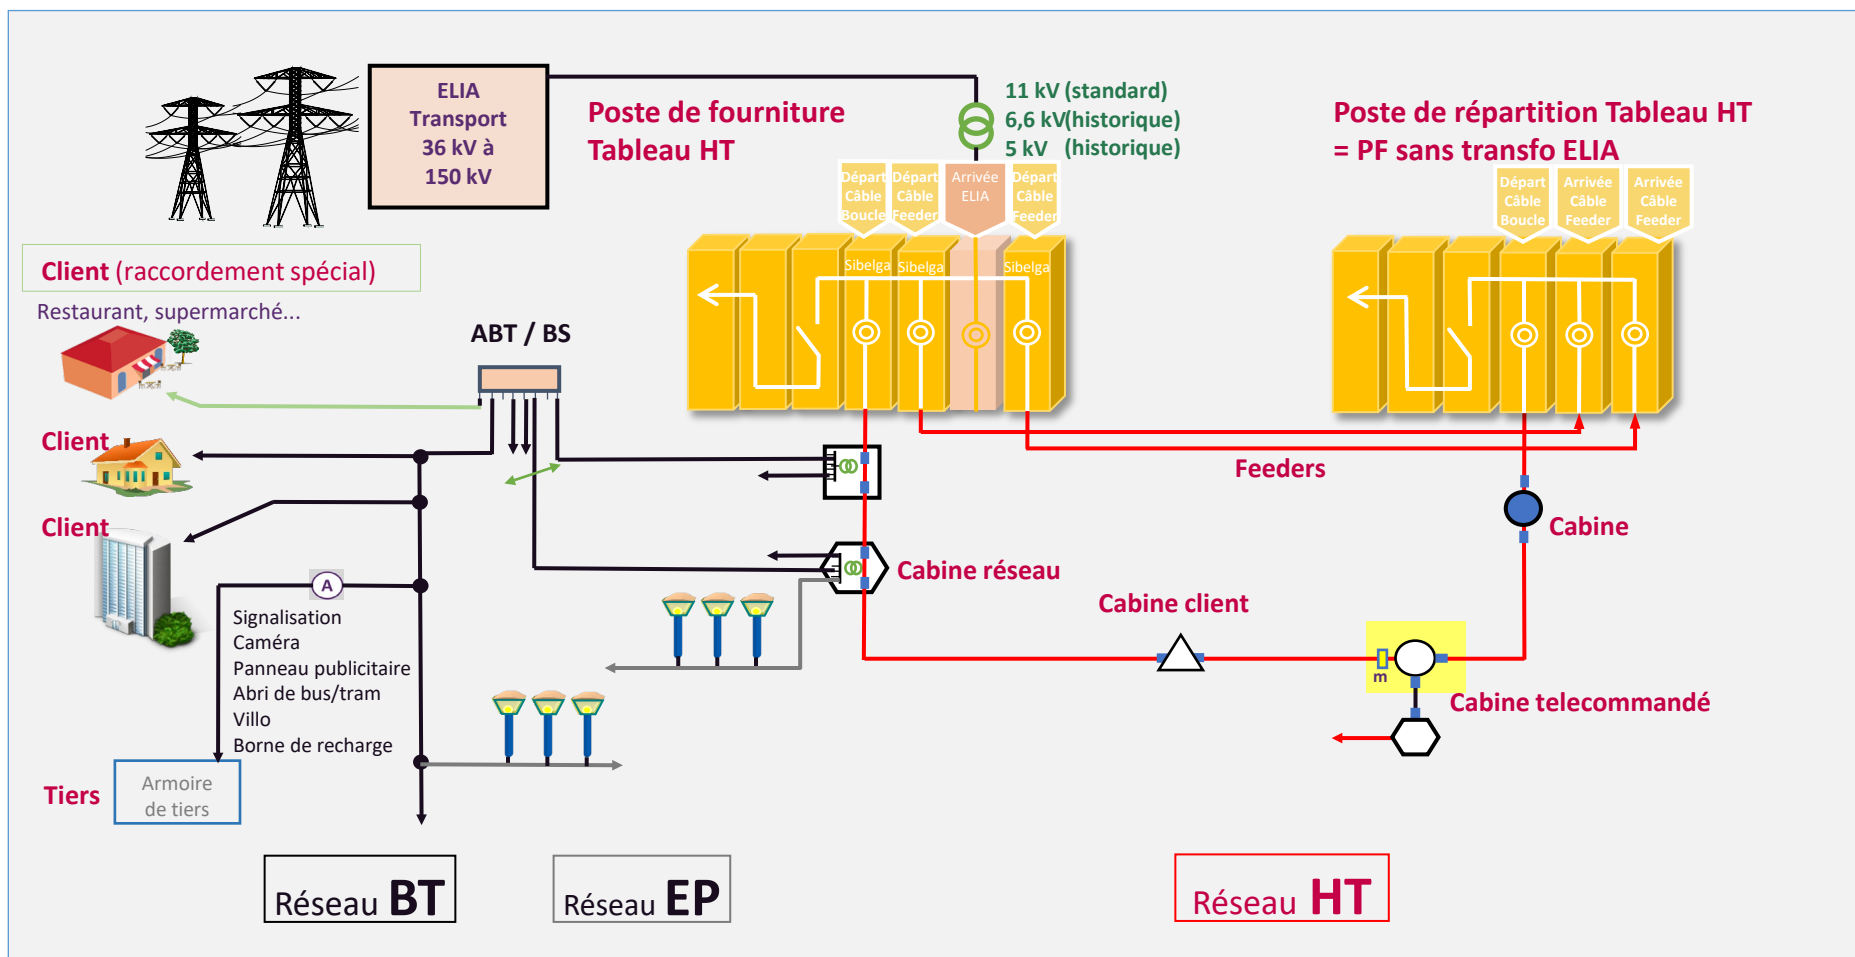 ELIA
Transport
36 kV à
150 kV
Poste de fourniture
Tableau HT
11 kV (standard)
6,6 kV(historique)
5 kV (historique)
Poste de répartition Tableau HT
= PF sans transfo ELIA
Départ
Câble
Boucle
Départ
Câble
Feeder
Arrivée
ELIA
Départ
Câble
Feeder
Départ
Câble
Boucle
Arrivée
Câble
Feeder
Arrivée
Câble
Feeder
Sibelga
Sibelga
Sibelga
Client (raccordement spécial)
Restaurant, supermarché...
ABT / BS
Client
Client
Feeders
Cabine
Cabine réseau
Cabine client
A
Signalisation
Caméra
Panneau publicitaire
Abri de bus/tram
Villo
Borne de recharge
m
Cabine telecommandé
Tiers
Armoire
de tiers
Réseau BT
Réseau EP
Réseau HT